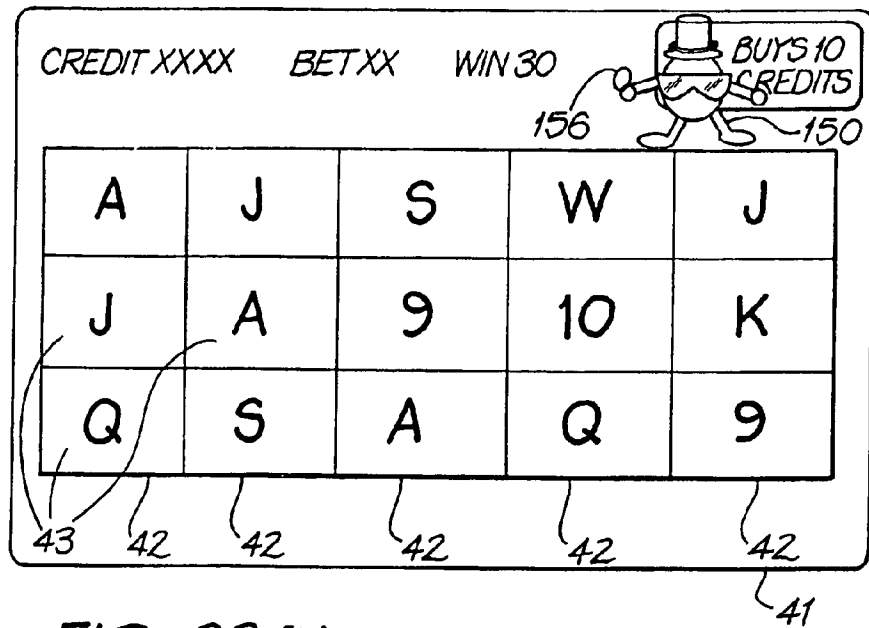 CREDIT XXXX BET XX WIN 30 BUYS 10
CREDITS
156 150
A J S W J
J A 9 10 K
Q S A Q 9
43 42 42 42 42 42
41